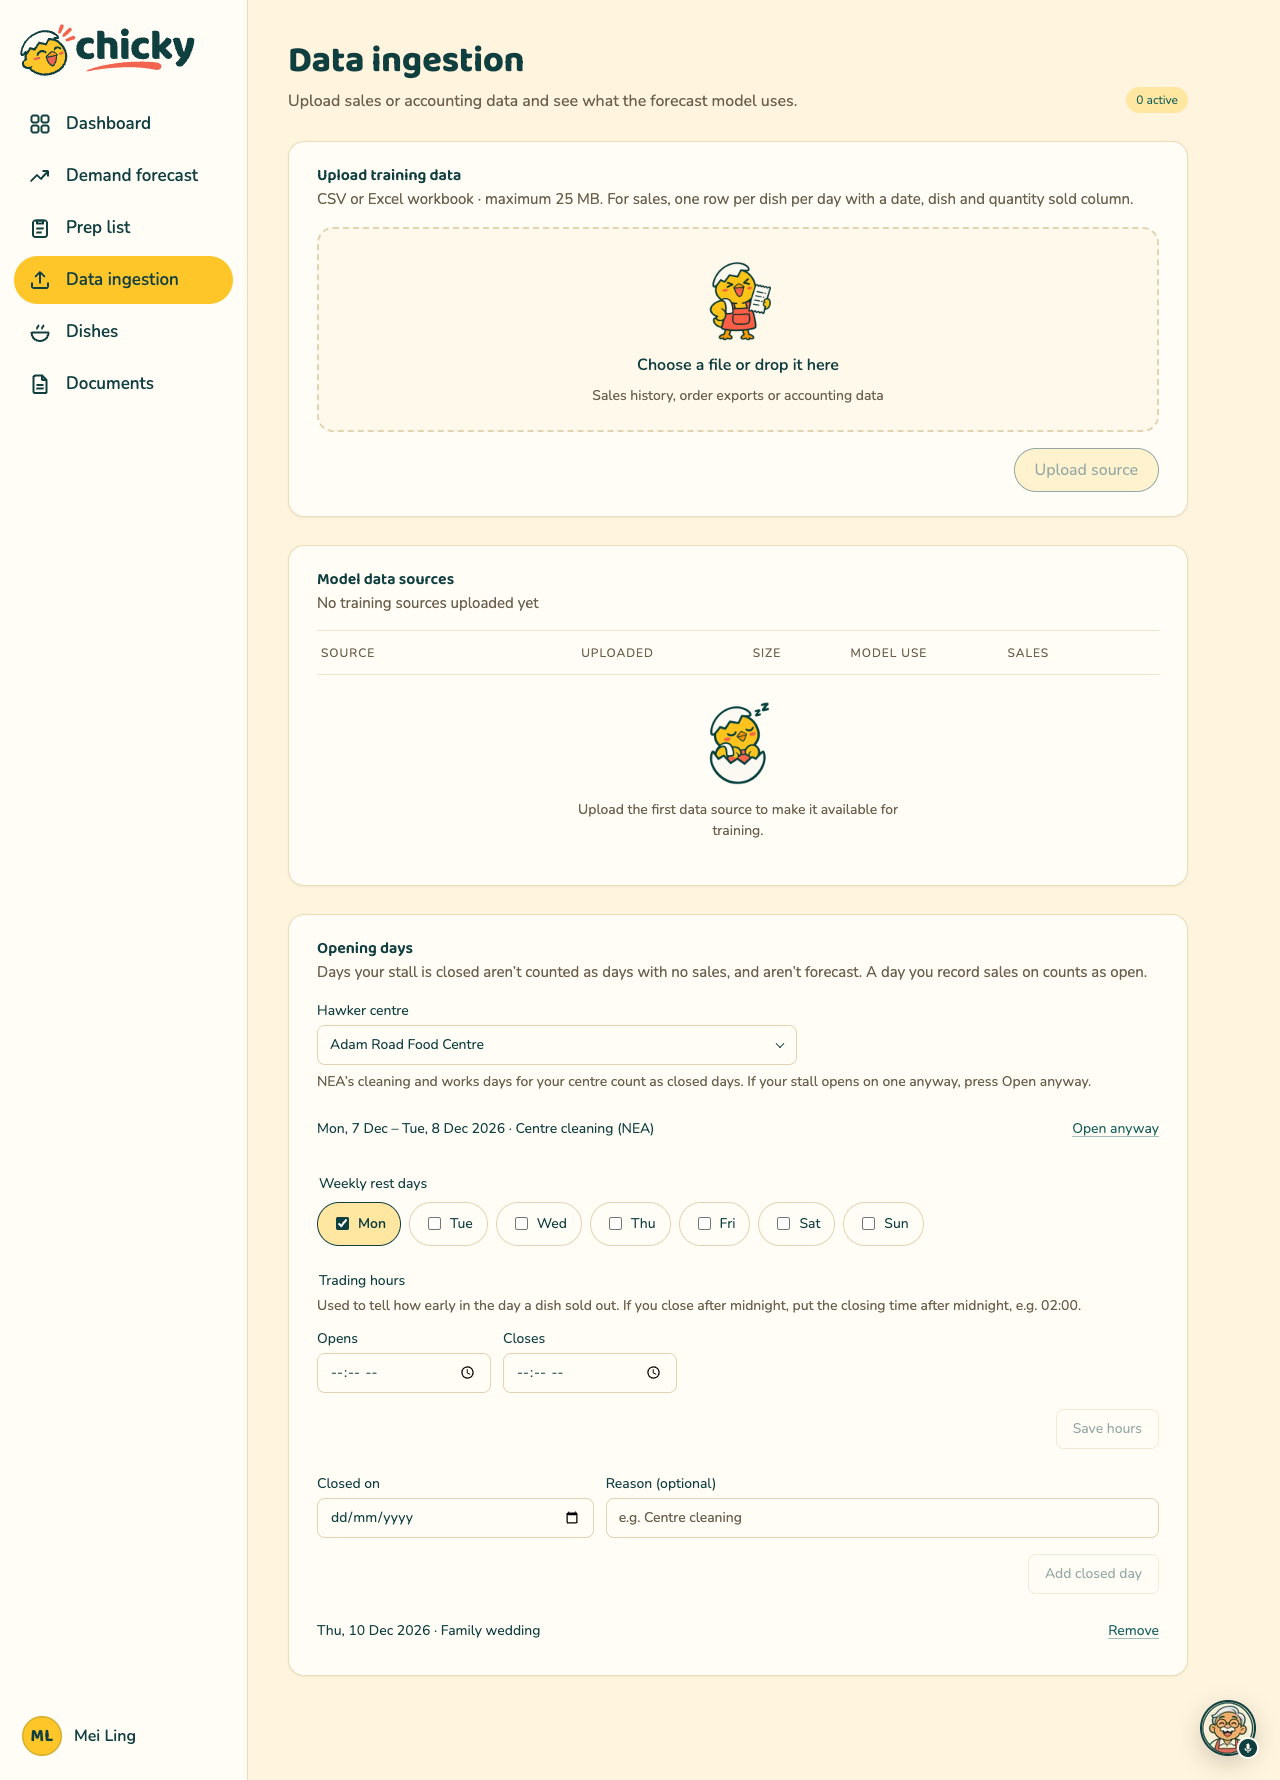 chicky
Dashboard
Demand forecast
Prep list
Data ingestion
Dishes
Documents
ML
Mei Ling
Data ingestion
Upload sales or accounting data and see what the forecast model uses.
0 active
Upload training data
CSV or Excel workbook · maximum 25 MB. For sales, one row per dish per day with a date, dish and quantity sold column.
Choose a file or drop it here
Sales history, order exports or accounting data
Upload source
Model data sources
No training sources uploaded yet
SOURCE UPLOADED SIZE MODEL USE SALES
zz
Upload the first data source to make it available for
training.
Opening days
Days your stall is closed aren’t counted as days with no sales, and aren’t forecast. A day you record sales on counts as open.
Hawker centre
Adam Road Food Centre
NEA’s cleaning and works days for your centre count as closed days. If your stall opens on one anyway, press Open anyway.
Mon, 7 Dec – Tue, 8 Dec 2026 · Centre cleaning (NEA) Open anyway
Weekly rest days
Mon Tue Wed Thu Fri Sat Sun
Trading hours
Used to tell how early in the day a dish sold out. If you close after midnight, put the closing time after midnight, e.g. 02:00.
Opens Closes
--:-- -- --:-- --
Save hours
Closed on Reason (optional)
dd/mm/yyyy e.g. Centre cleaning
Add closed day
Thu, 10 Dec 2026 · Family wedding Remove